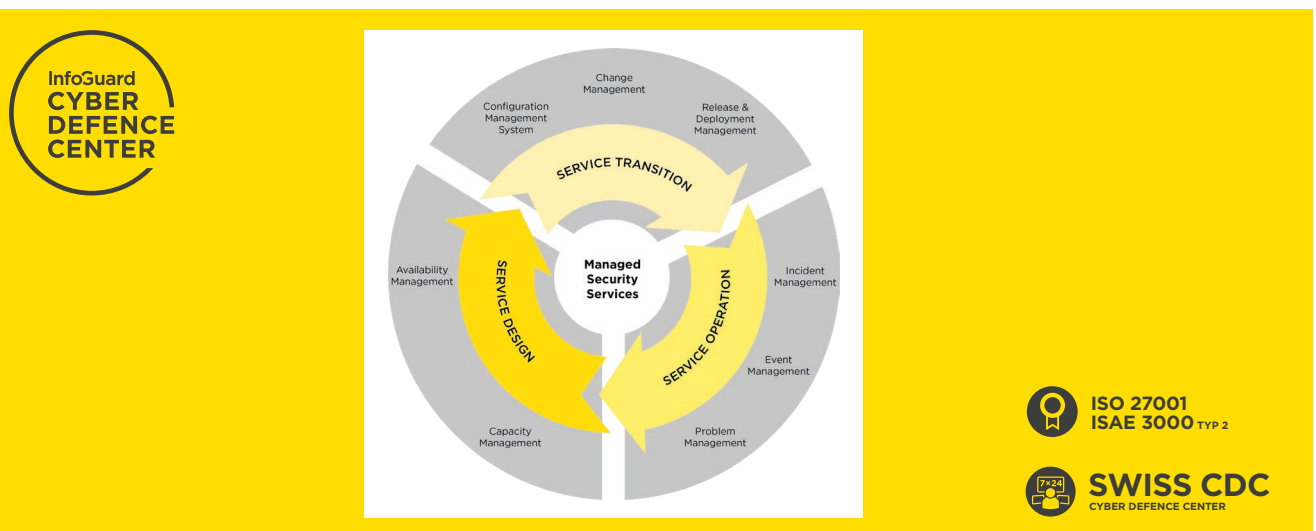 InfoGuard
CYBER
DEFENCE
CENTER
Change
Management
Configuration
Management
System
Release &
Deployment
Management
SERVICE TRANSITION
Availability
Management
SERVICE DESIGN
Managed
Security
Services
SERVICE OPERATION
Incident
Management
Event
Management
Capacity
Management
Problem
Management
ISO 27001
ISAE 3000 TYP 2
7×24
SWISS CDC
CYBER DEFENCE CENTER